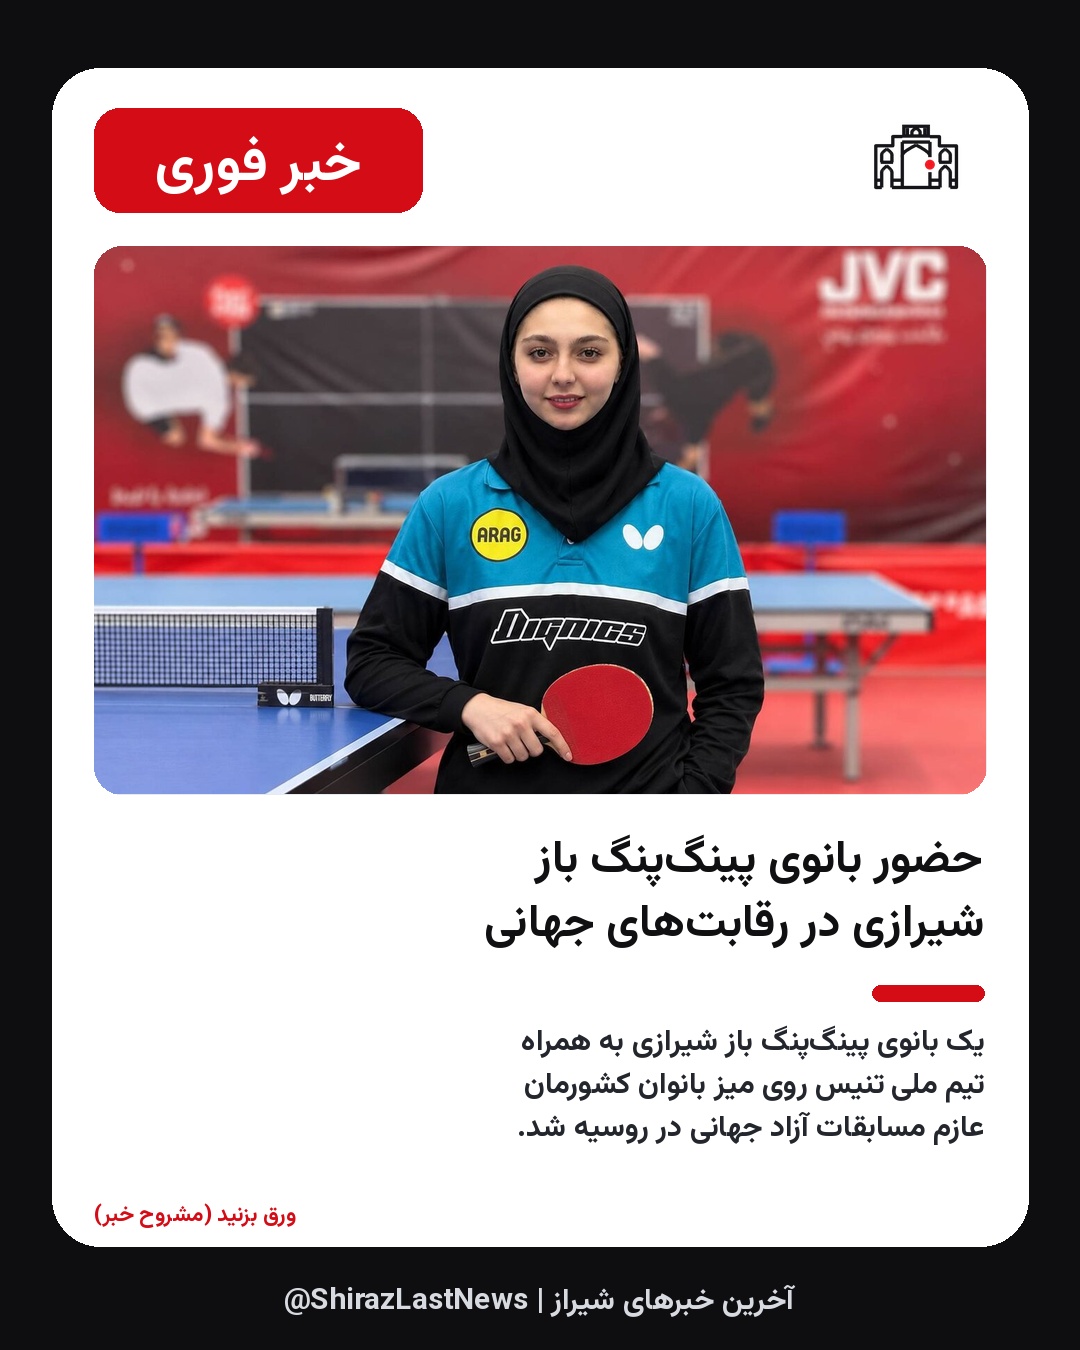 خبر فوری
JVC
ARAG
Dignics
BUTTERFLY
حضور بانوی پینگ‌پنگ باز
شیرازی در رقابت‌های جهانی
یک بانوی پینگ‌پنگ باز شیرازی به همراه
تیم ملی تنیس روی میز بانوان کشورمان
عازم مسابقات آزاد جهانی در روسیه شد.
ورق بزنید (مشروح خبر)
آخرین خبرهای شیراز | @ShirazLastNews